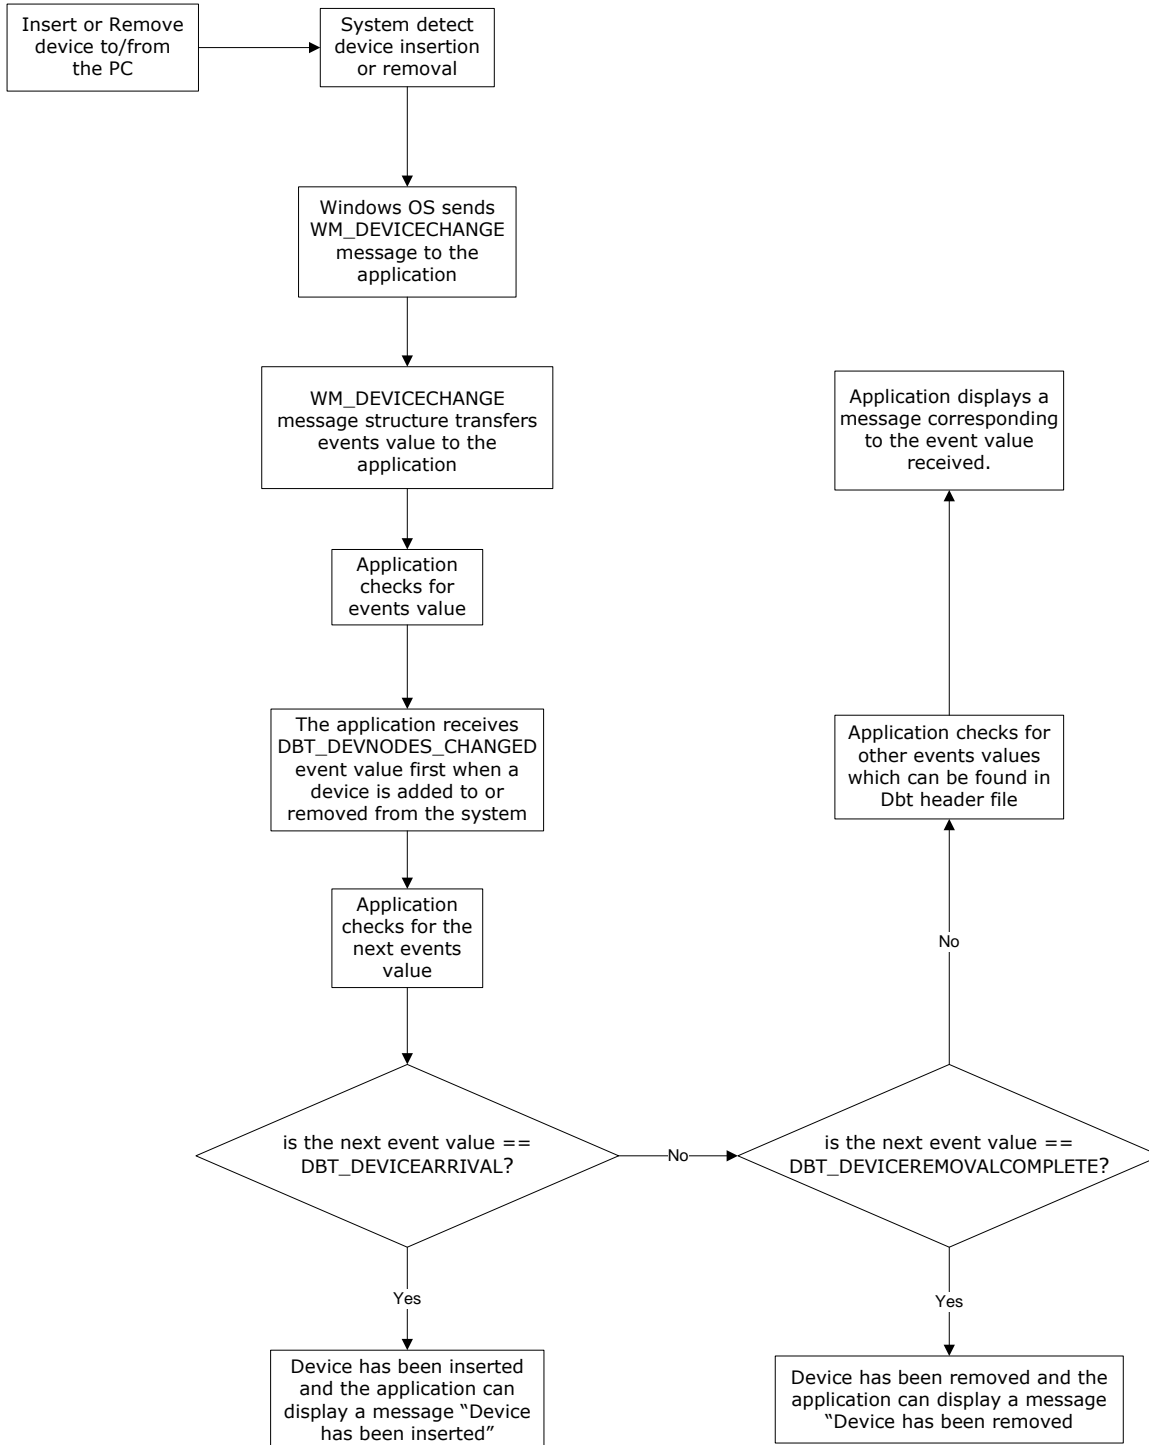 Insert or Remove
device to/from
the PC
System detect
device insertion
or removal
Windows OS sends
WM_DEVICECHANGE
message to the
application
WM_DEVICECHANGE
message structure transfers
events value to the
application
Application
checks for
events value
The application receives
DBT_DEVNODES_CHANGED
event value first when a
device is added to or
removed from the system
Application
checks for the
next events
value
is the next event value ==
DBT_DEVICEARRIVAL?
No
Yes
Device has been inserted
and the application can
display a message “Device
has been inserted”
is the next event value ==
DBT_DEVICEREMOVALCOMPLETE?
Yes
Device has been removed and the
application can display a message
“Device has been removed
No
Application checks for
other events values
which can be found in
Dbt header file
Application displays a
message corresponding
to the event value
received.